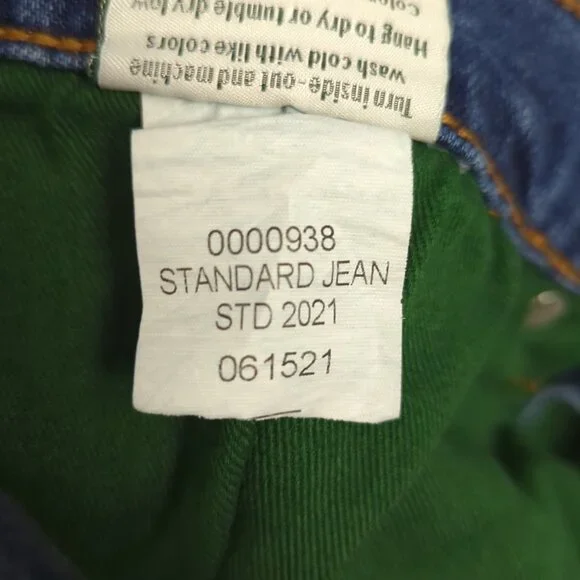 Turn inside-out and machine
wash cold with like colors
Hang to dry or tumble dry low
0000938
STANDARD JEAN
STD 2021
061521